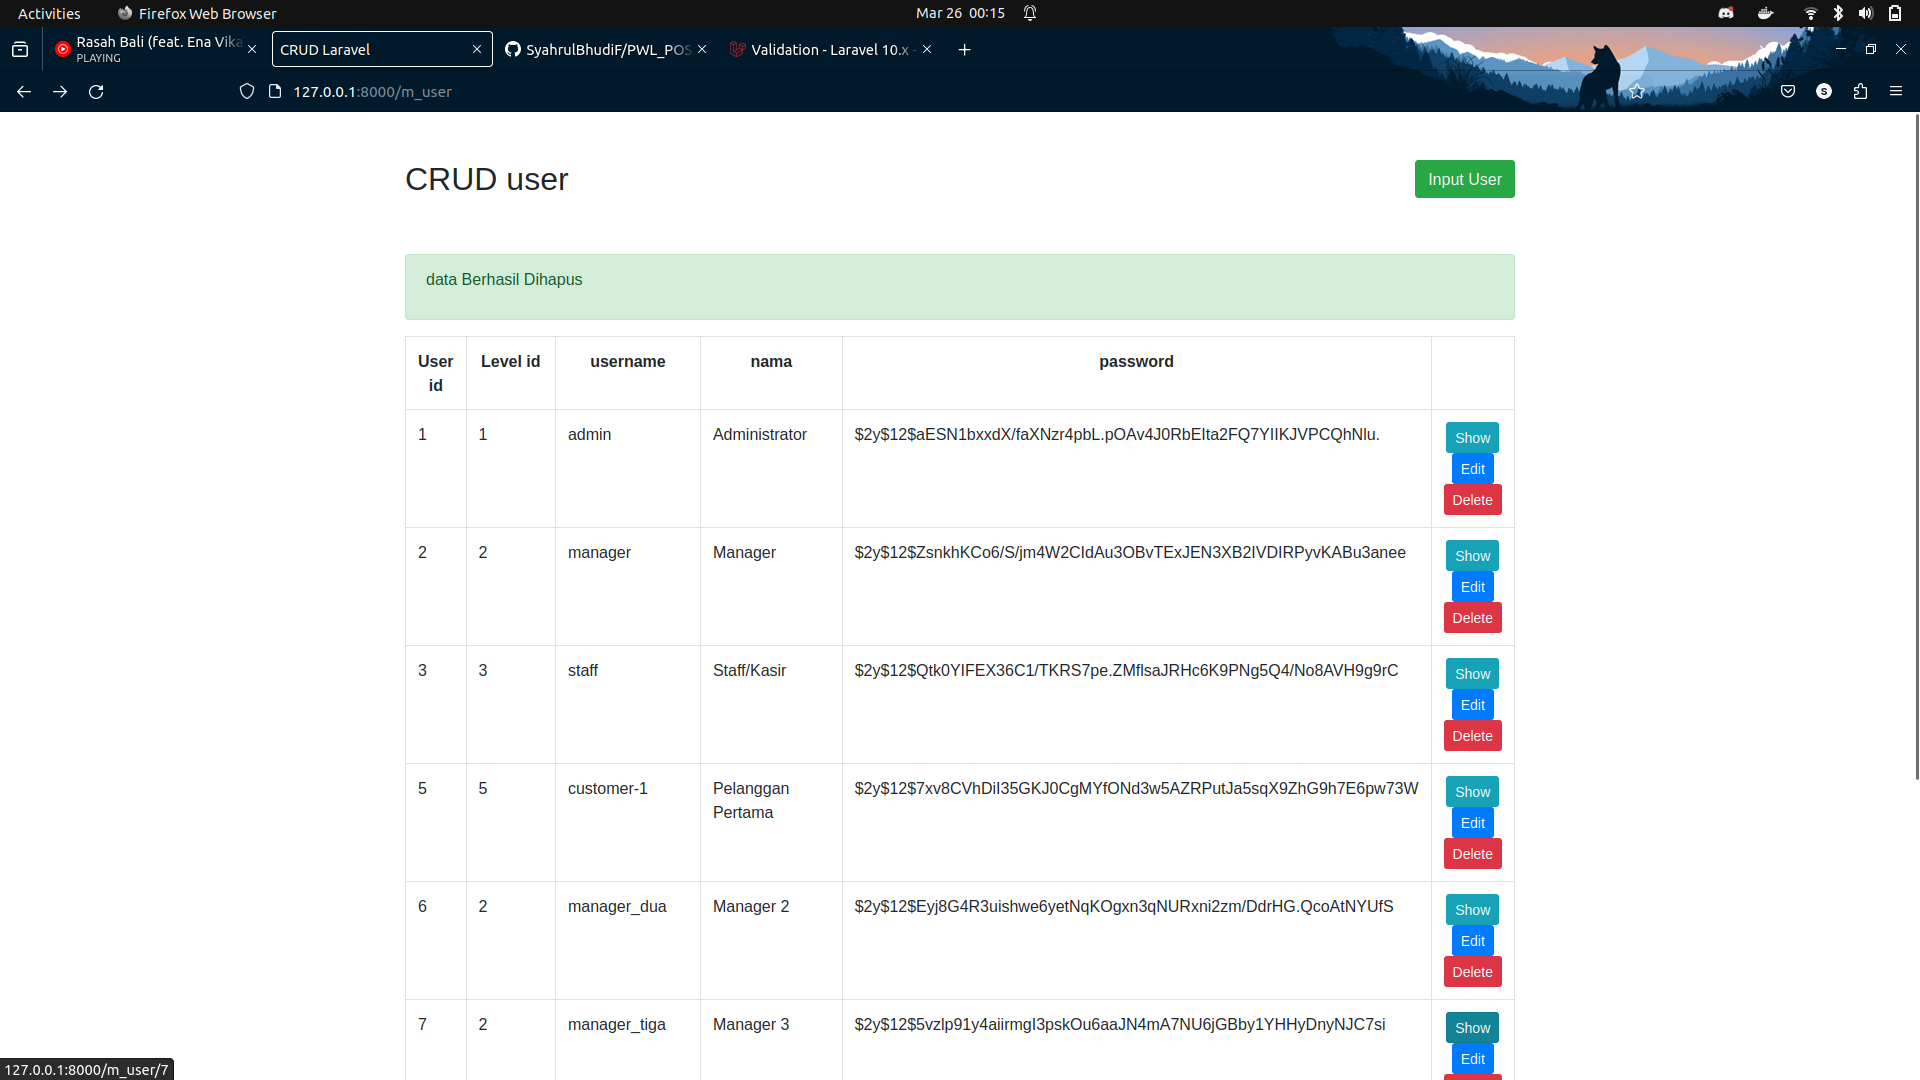 Activities
Firefox Web Browser
Mar 26 00:15
Rasah Bali (feat. Ena Vika
PLAYING
CRUD Laravel
SyahrulBhudiF/PWL_POS
Validation - Laravel 10.x -
127.0.0.1:8000/m_user
S
CRUD user
Input User
data Berhasil Dihapus
User id
Level id
username
nama
password
1
1
admin
Administrator
$2y$12$aESN1bxxdX/faXNzr4pbL.pOAv4J0RbEIta2FQ7YIIKJVPCQhNlu.
Show
Edit
Delete
2
2
manager
Manager
$2y$12$ZsnkhKCo6/S/jm4W2CIdAu3OBvTExJEN3XB2IVDIRPyvKABu3anee
Show
Edit
Delete
3
3
staff
Staff/Kasir
$2y$12$Qtk0YIFEX36C1/TKRS7pe.ZMflsaJRHc6K9PNg5Q4/No8AVH9g9rC
Show
Edit
Delete
5
5
customer-1
Pelanggan
Pertama
$2y$12$7xv8CVhDiI35GKJ0CgMYfONd3w5AZRPutJa5sqX9ZhG9h7E6pw73W
Show
Edit
Delete
6
2
manager_dua
Manager 2
$2y$12$Eyj8G4R3uishwe6yetNqKOgxn3qNURxni2zm/DdrHG.QcoAtNYUfS
Show
Edit
Delete
7
2
manager_tiga
Manager 3
$2y$12$5vzlp91y4aiirmgI3pskOu6aaJN4mA7NU6jGBby1YHHyDnyNJC7si
Show
Edit
127.0.0.1:8000/m_user/7